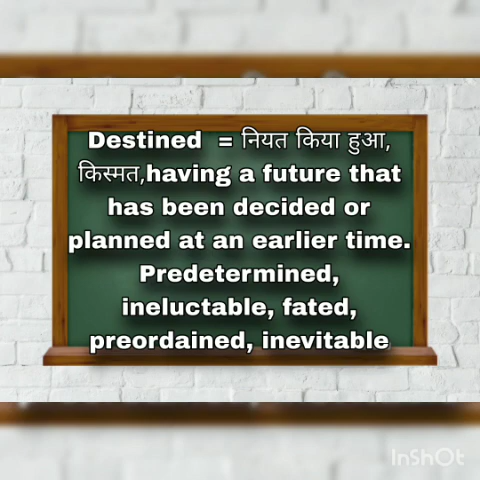 Destined = नियत किया हुआ,
किस्मत,having a future that
has been decided or
planned at an earlier time.
Predetermined,
ineluctable, fated,
preordained, inevitable
InShOt